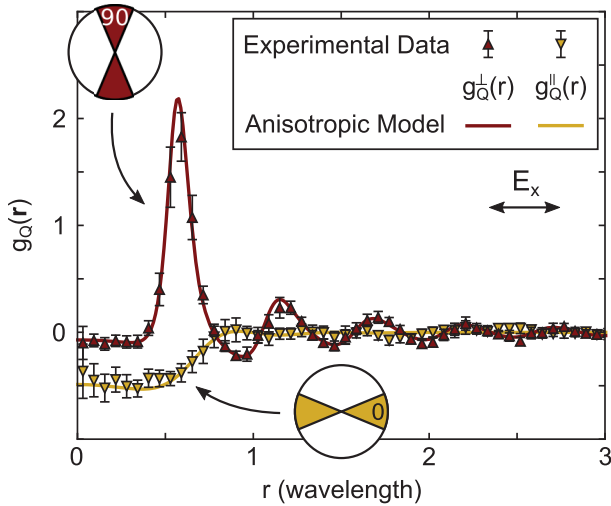 90
Experimental Data
g⊥Q(r) g∥Q(r)
Anisotropic Model
Ex
gQ(r)
2
1
0
0
0 1 2 3
r (wavelength)